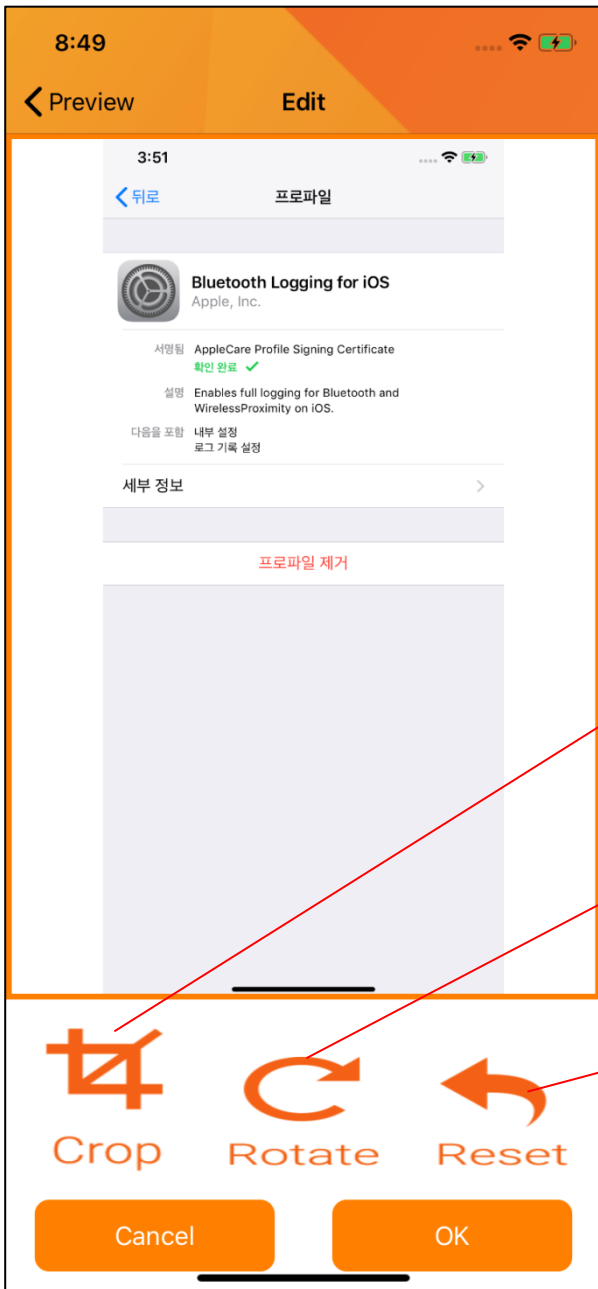 8:49
Preview
Edit
3:51
뒤로
프로파일
Bluetooth Logging for iOS
Apple, Inc.
서명됨 AppleCare Profile Signing Certificate
확인 완료
설명 Enables full logging for Bluetooth and
WirelessProximity on iOS.
다음을 포함 내부 설정
로그 기록 설정
세부 정보
프로파일 제거
Crop
Rotate
Reset
Cancel
OK